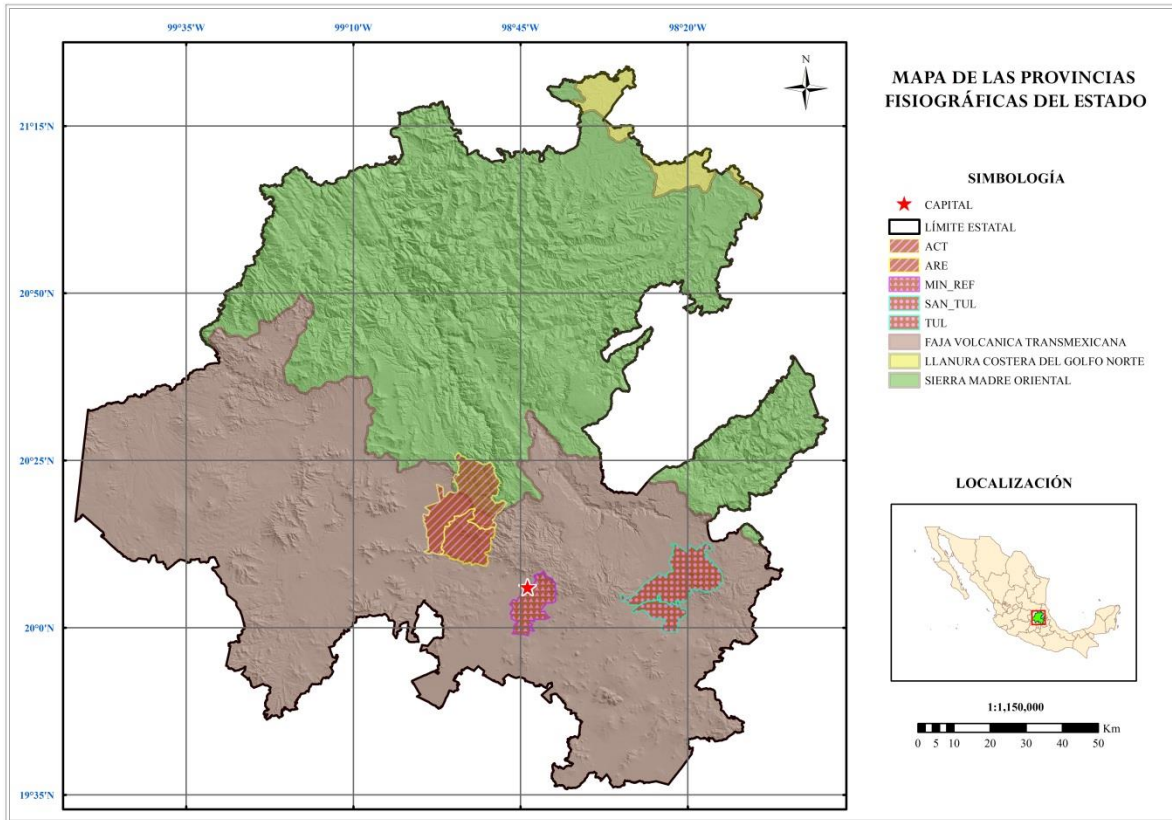 99°35'W 99°10'W 98°45'W 98°20'W
N
MAPA DE LAS PROVINCIAS
FISIOGRÁFICAS DEL ESTADO
21°15'N
20°50'N
20°25'N
20°0'N
19°35'N
SIMBOLOGÍA
CAPITAL
LÍMITE ESTATAL
ACT
ARE
MIN_REF
SAN_TUL
TUL
FAJA VOLCANICA TRANSMEXICANA
LLANURA COSTERA DEL GOLFO NORTE
SIERRA MADRE ORIENTAL
LOCALIZACIÓN
1:1,150,000
Km
0 5 10 20 30 40 50